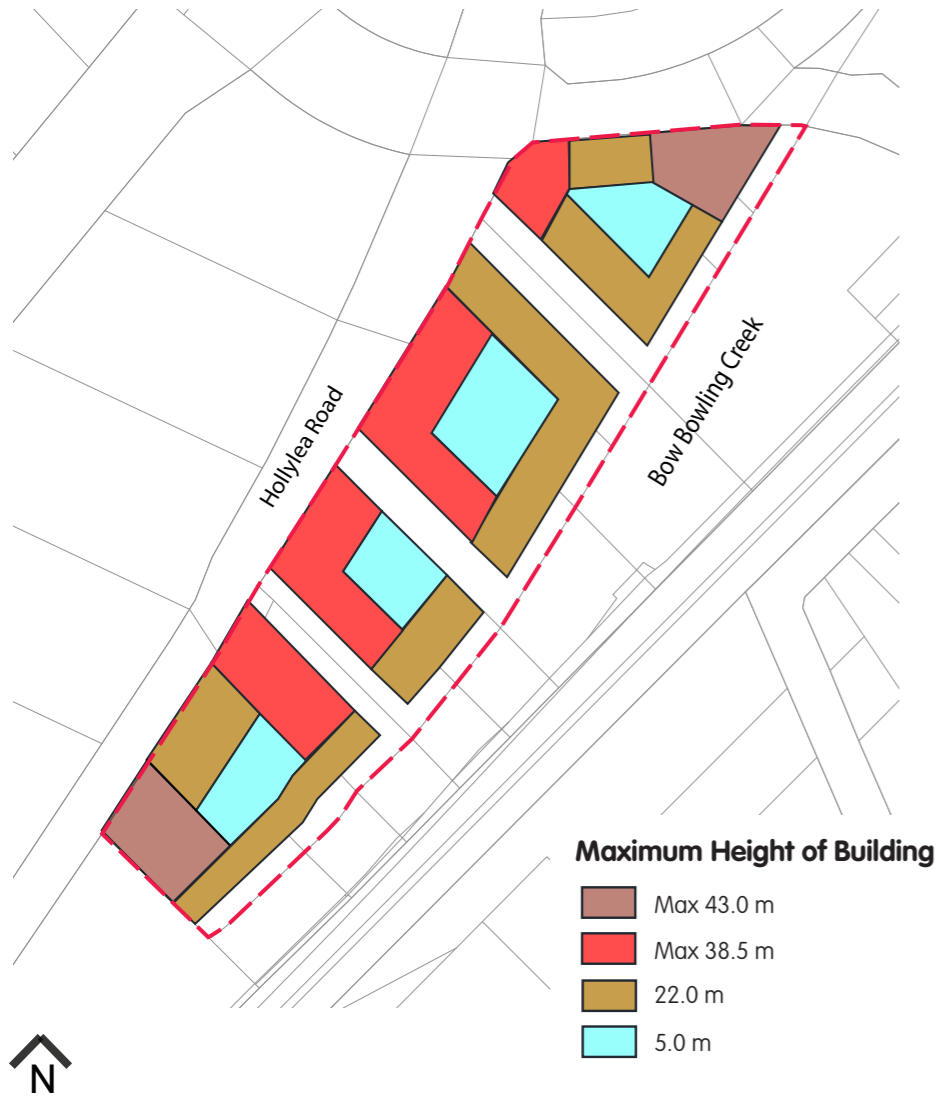 Hollylea Road
Bow Bowling Creek
Maximum Height of Building
Max 43.0 m
Max 38.5 m
22.0 m
5.0 m
N